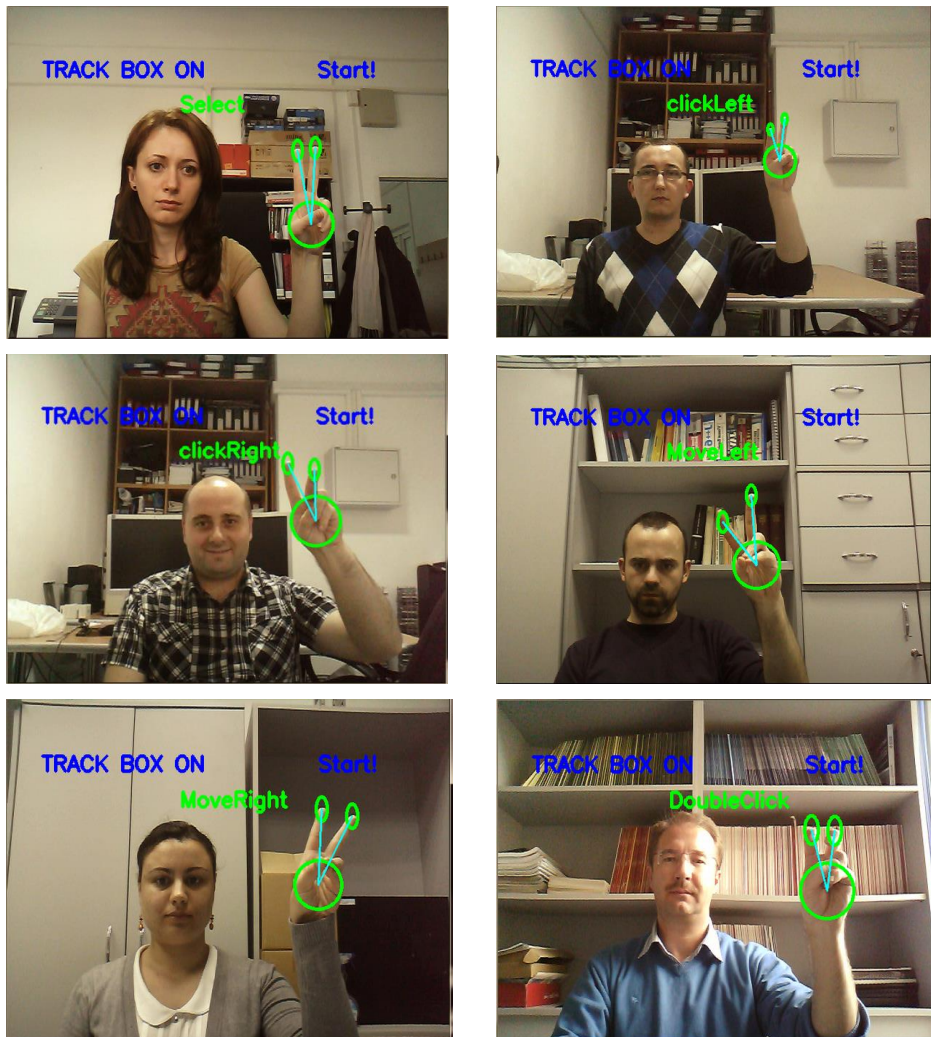 TRACK BOX ON Start!
Select
TRACK BOX ON Start!
clickLeft
TRACK BOX ON Start!
clickRight
TRACK BOX ON Start!
MoveLeft
TRACK BOX ON Start!
MoveRight
TRACK BOX ON Start!
DoubleClick